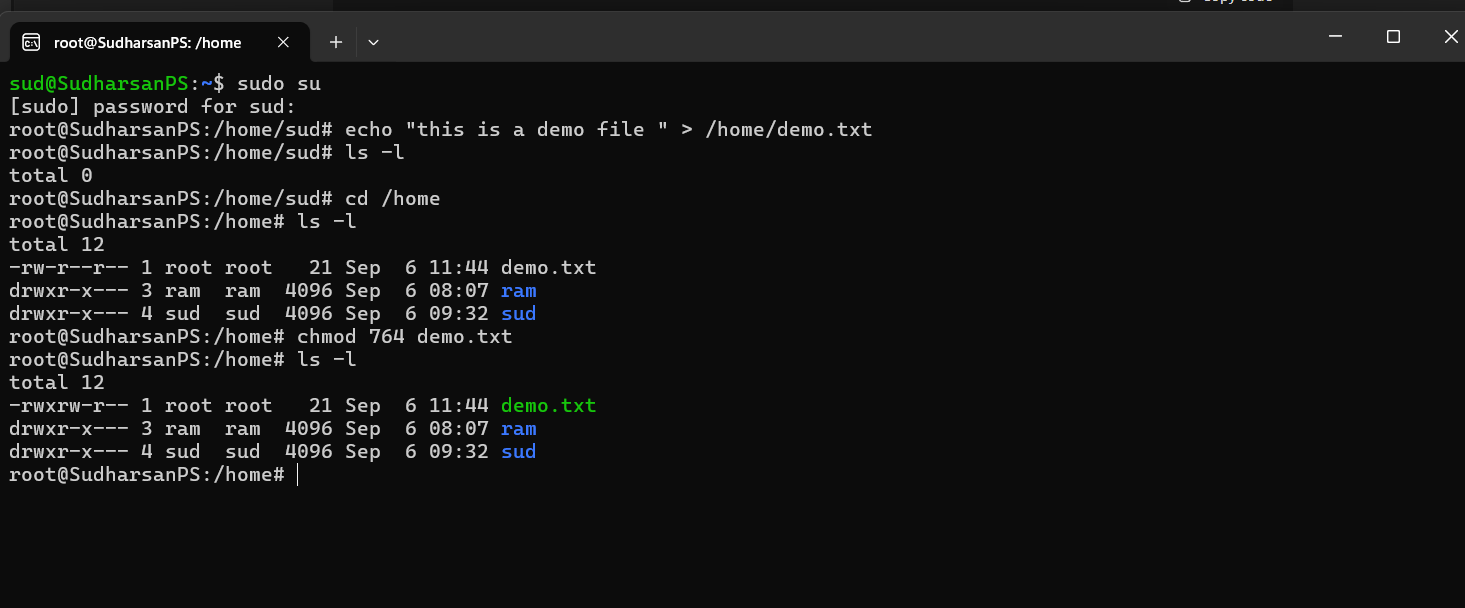 root@SudharsanPS: /home
sud@SudharsanPS:~$ sudo su
[sudo] password for sud:
root@SudharsanPS:/home/sud# echo "this is a demo file " > /home/demo.txt
root@SudharsanPS:/home/sud# ls -l
total 0
root@SudharsanPS:/home/sud# cd /home
root@SudharsanPS:/home# ls -l
total 12
-rw-r--r-- 1 root root   21 Sep  6 11:44 demo.txt
drwxr-x--- 3 ram  ram  4096 Sep  6 08:07 ram
drwxr-x--- 4 sud  sud  4096 Sep  6 09:32 sud
root@SudharsanPS:/home# chmod 764 demo.txt
root@SudharsanPS:/home# ls -l
total 12
-rwxrw-r-- 1 root root   21 Sep  6 11:44 demo.txt
drwxr-x--- 3 ram  ram  4096 Sep  6 08:07 ram
drwxr-x--- 4 sud  sud  4096 Sep  6 09:32 sud
root@SudharsanPS:/home#